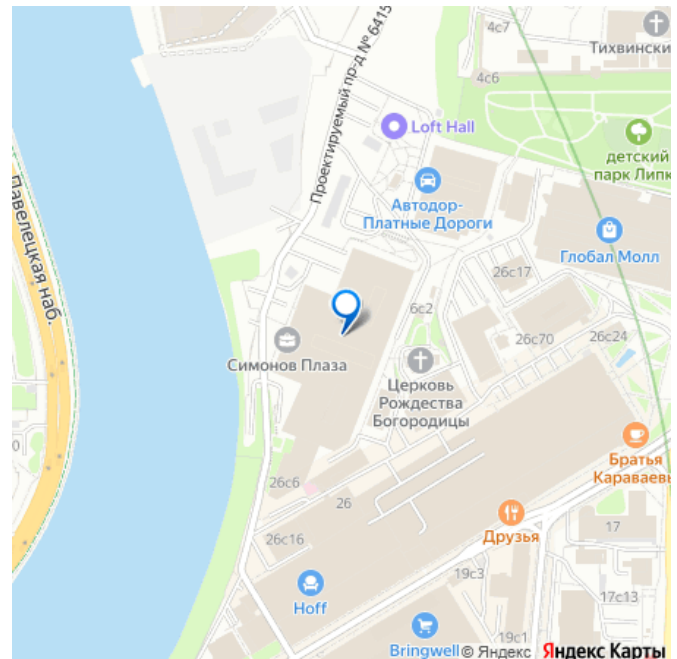 4с7
Тихвински
4с6
Проектируемый пр-д № 6415
Loft Hall
детский
парк Липк
Автодор-
Платные Дороги
Павелецкая наб.
Глобал Молл
26с17
6с2
26с70
26с24
Симонов Плаза
Церковь
Рождества
Богородицы
Братья
Караваевы
26с6
26
0
Друзья
17
26с16
19с3
17с13
Hoff
19с1
Bringwell
© Яндекс
Яндекс Карты